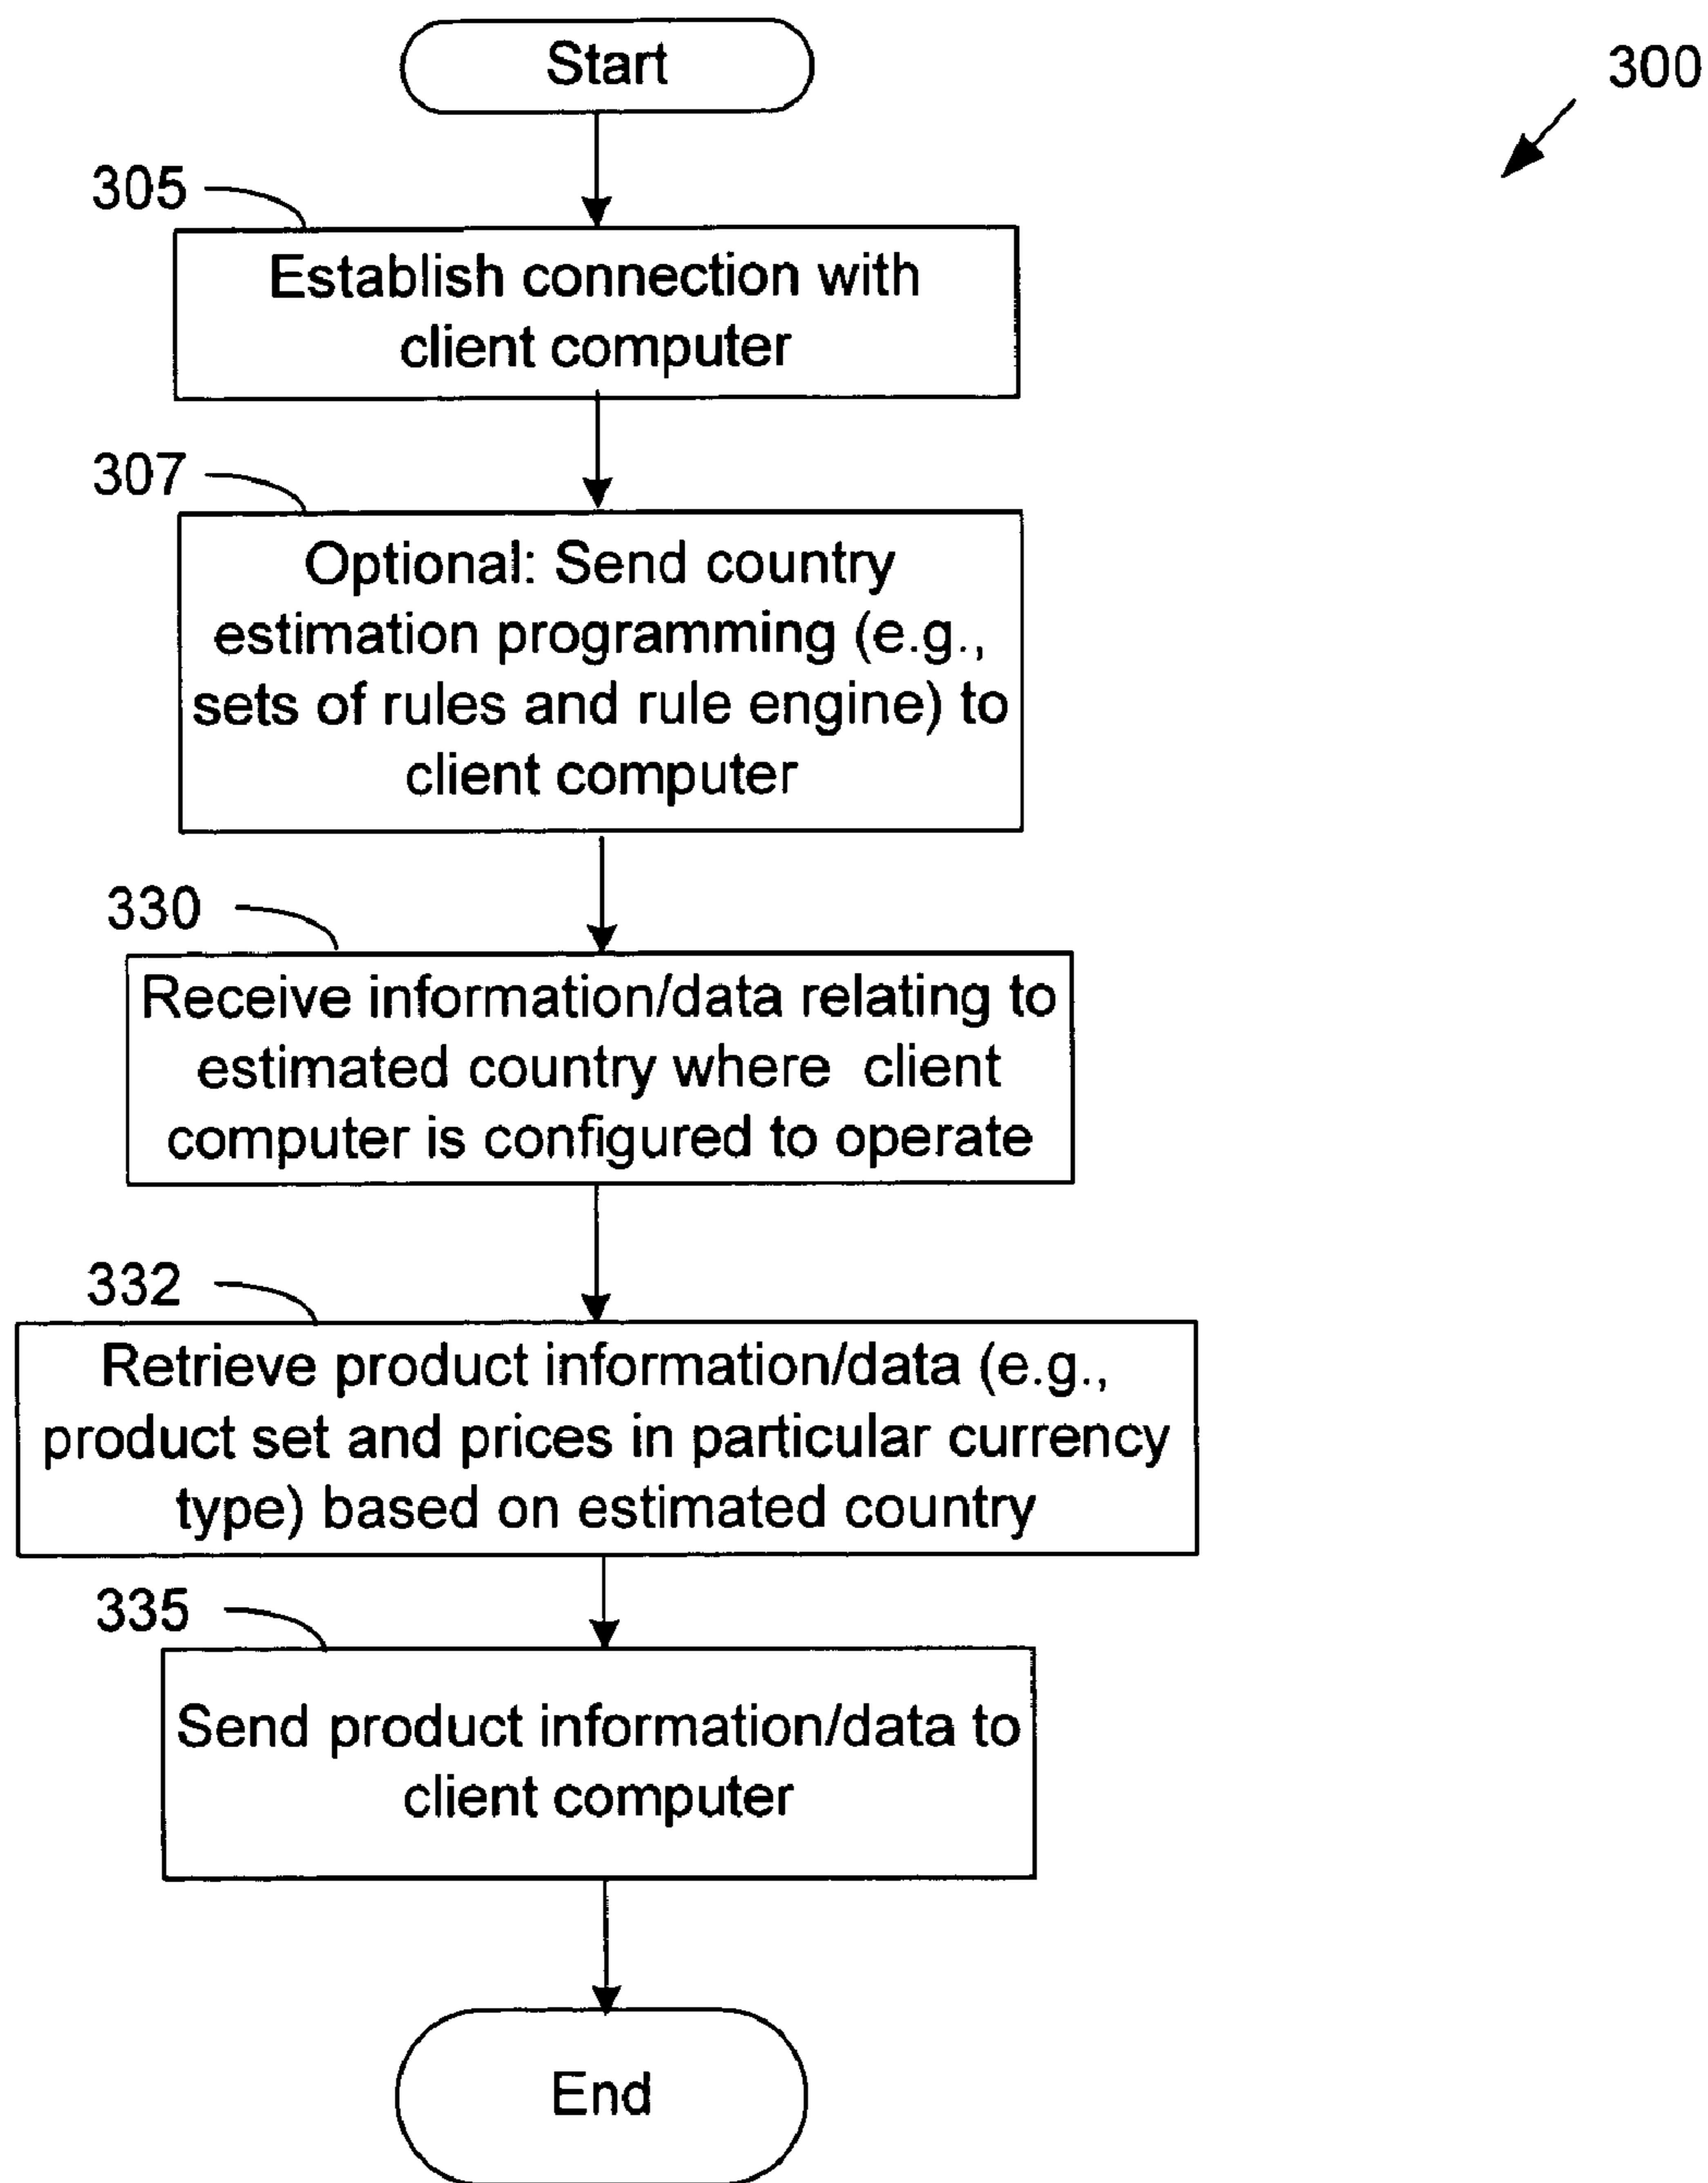 Start
300
305
Establish connection with
client computer
307
Optional: Send country
estimation programming (e.g.,
sets of rules and rule engine) to
client computer
330
Receive information/data relating to
estimated country where client
computer is configured to operate
332
Retrieve product information/data (e.g.,
product set and prices in particular currency
type) based on estimated country
335
Send product information/data to
client computer
End